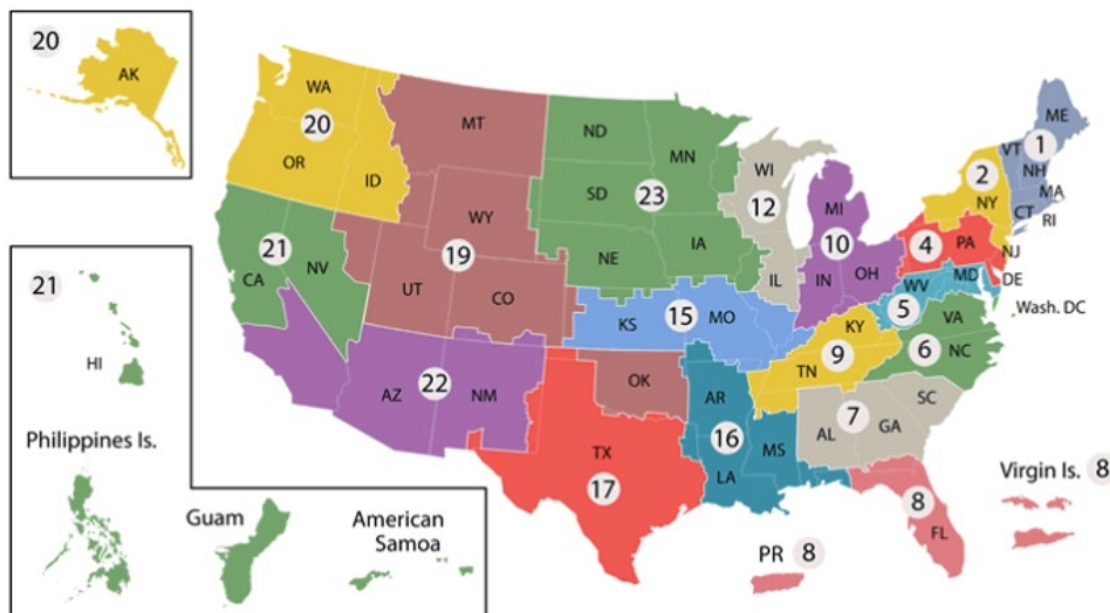 20
AK
WA
20
OR
ID
MT
ND
MN
SD
23
WY
19
NE
IA
UT
CO
21
CA
NV
WI
12
IL
MI
10
IN
OH
ME
VT
1
NH
MA
CT
RI
2
NY
4
PA
NJ
DE
MD
WV
5
Wash. DC
VA
6
NC
KS
15
MO
KY
9
TN
AZ
22
NM
OK
AR
16
MS
LA
TX
17
SC
7
AL
GA
8
FL
Virgin Is. 8
PR 8
21
HI
Philippines Is.
Guam
American
Samoa